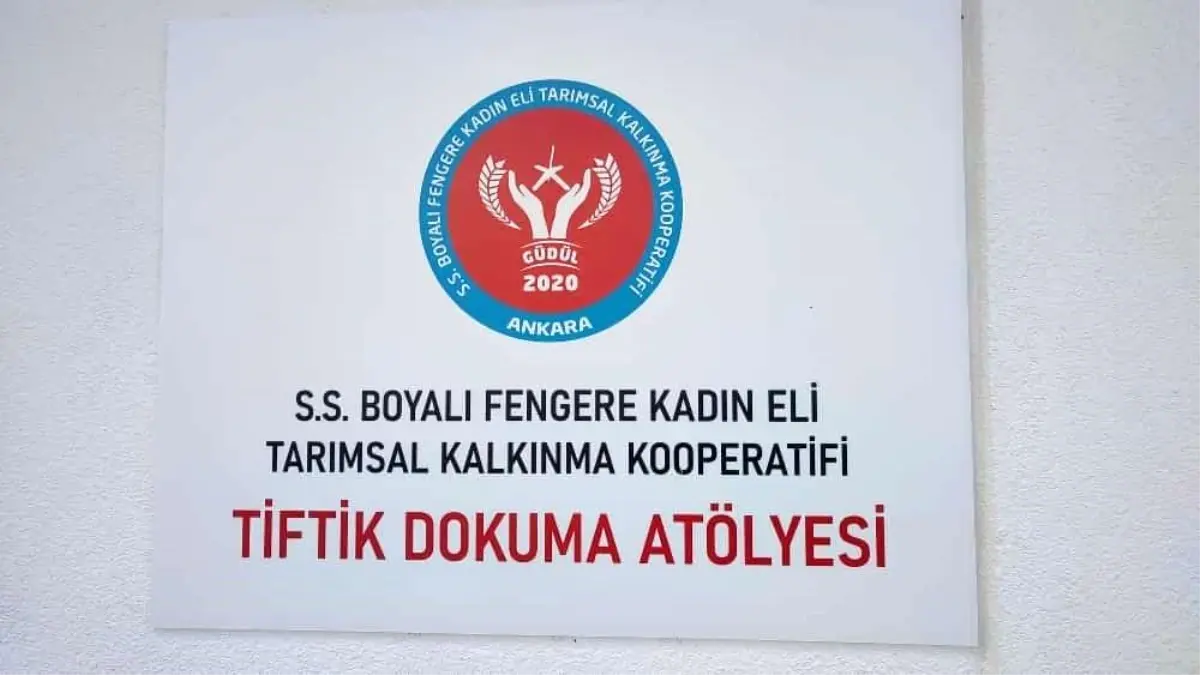 S.S. BOYALI FENGERE KADIN ELİ TARIMSAL KALKINMA KOOPERATİFİ
GÜDÜL
2020
ANKARA
S.S. BOYALI FENGERE KADIN ELİ
TARIMSAL KALKINMA KOOPERATİFİ
TİFTİK DOKUMA ATÖLYESİ